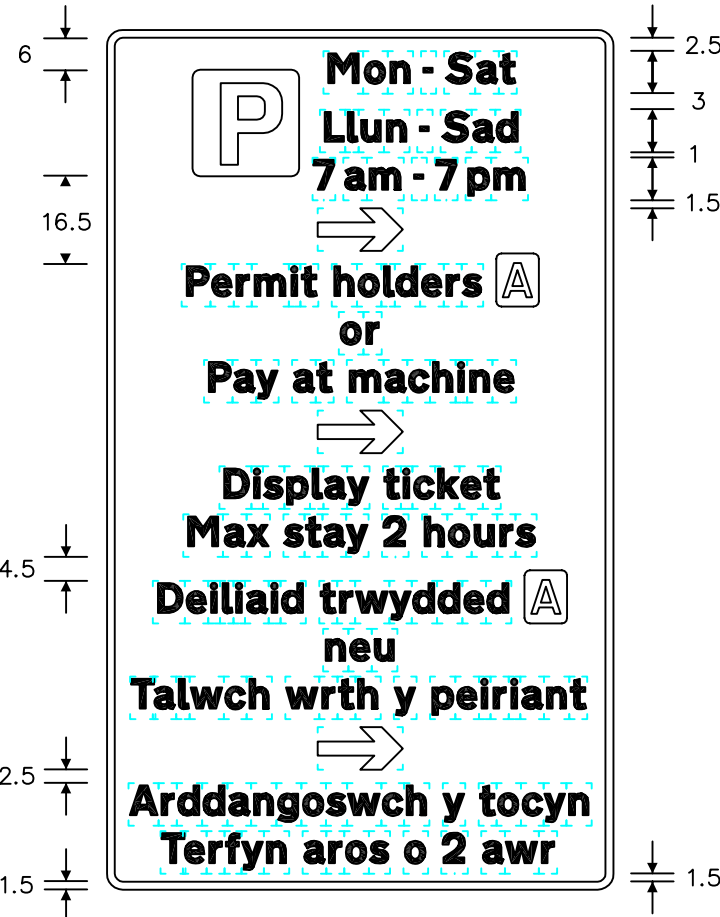 6
2.5
P
Mon - Sat
3
Llun - Sad
1
7 am - 7 pm
1.5
16.5
Permit holders A
or
Pay at machine
Display ticket
Max stay 2 hours
4.5
Deiliaid trwydded A
neu
Talwch wrth y peiriant
2.5
Arddangoswch y tocyn
Terfyn aros o 2 awr
1.5
1.5